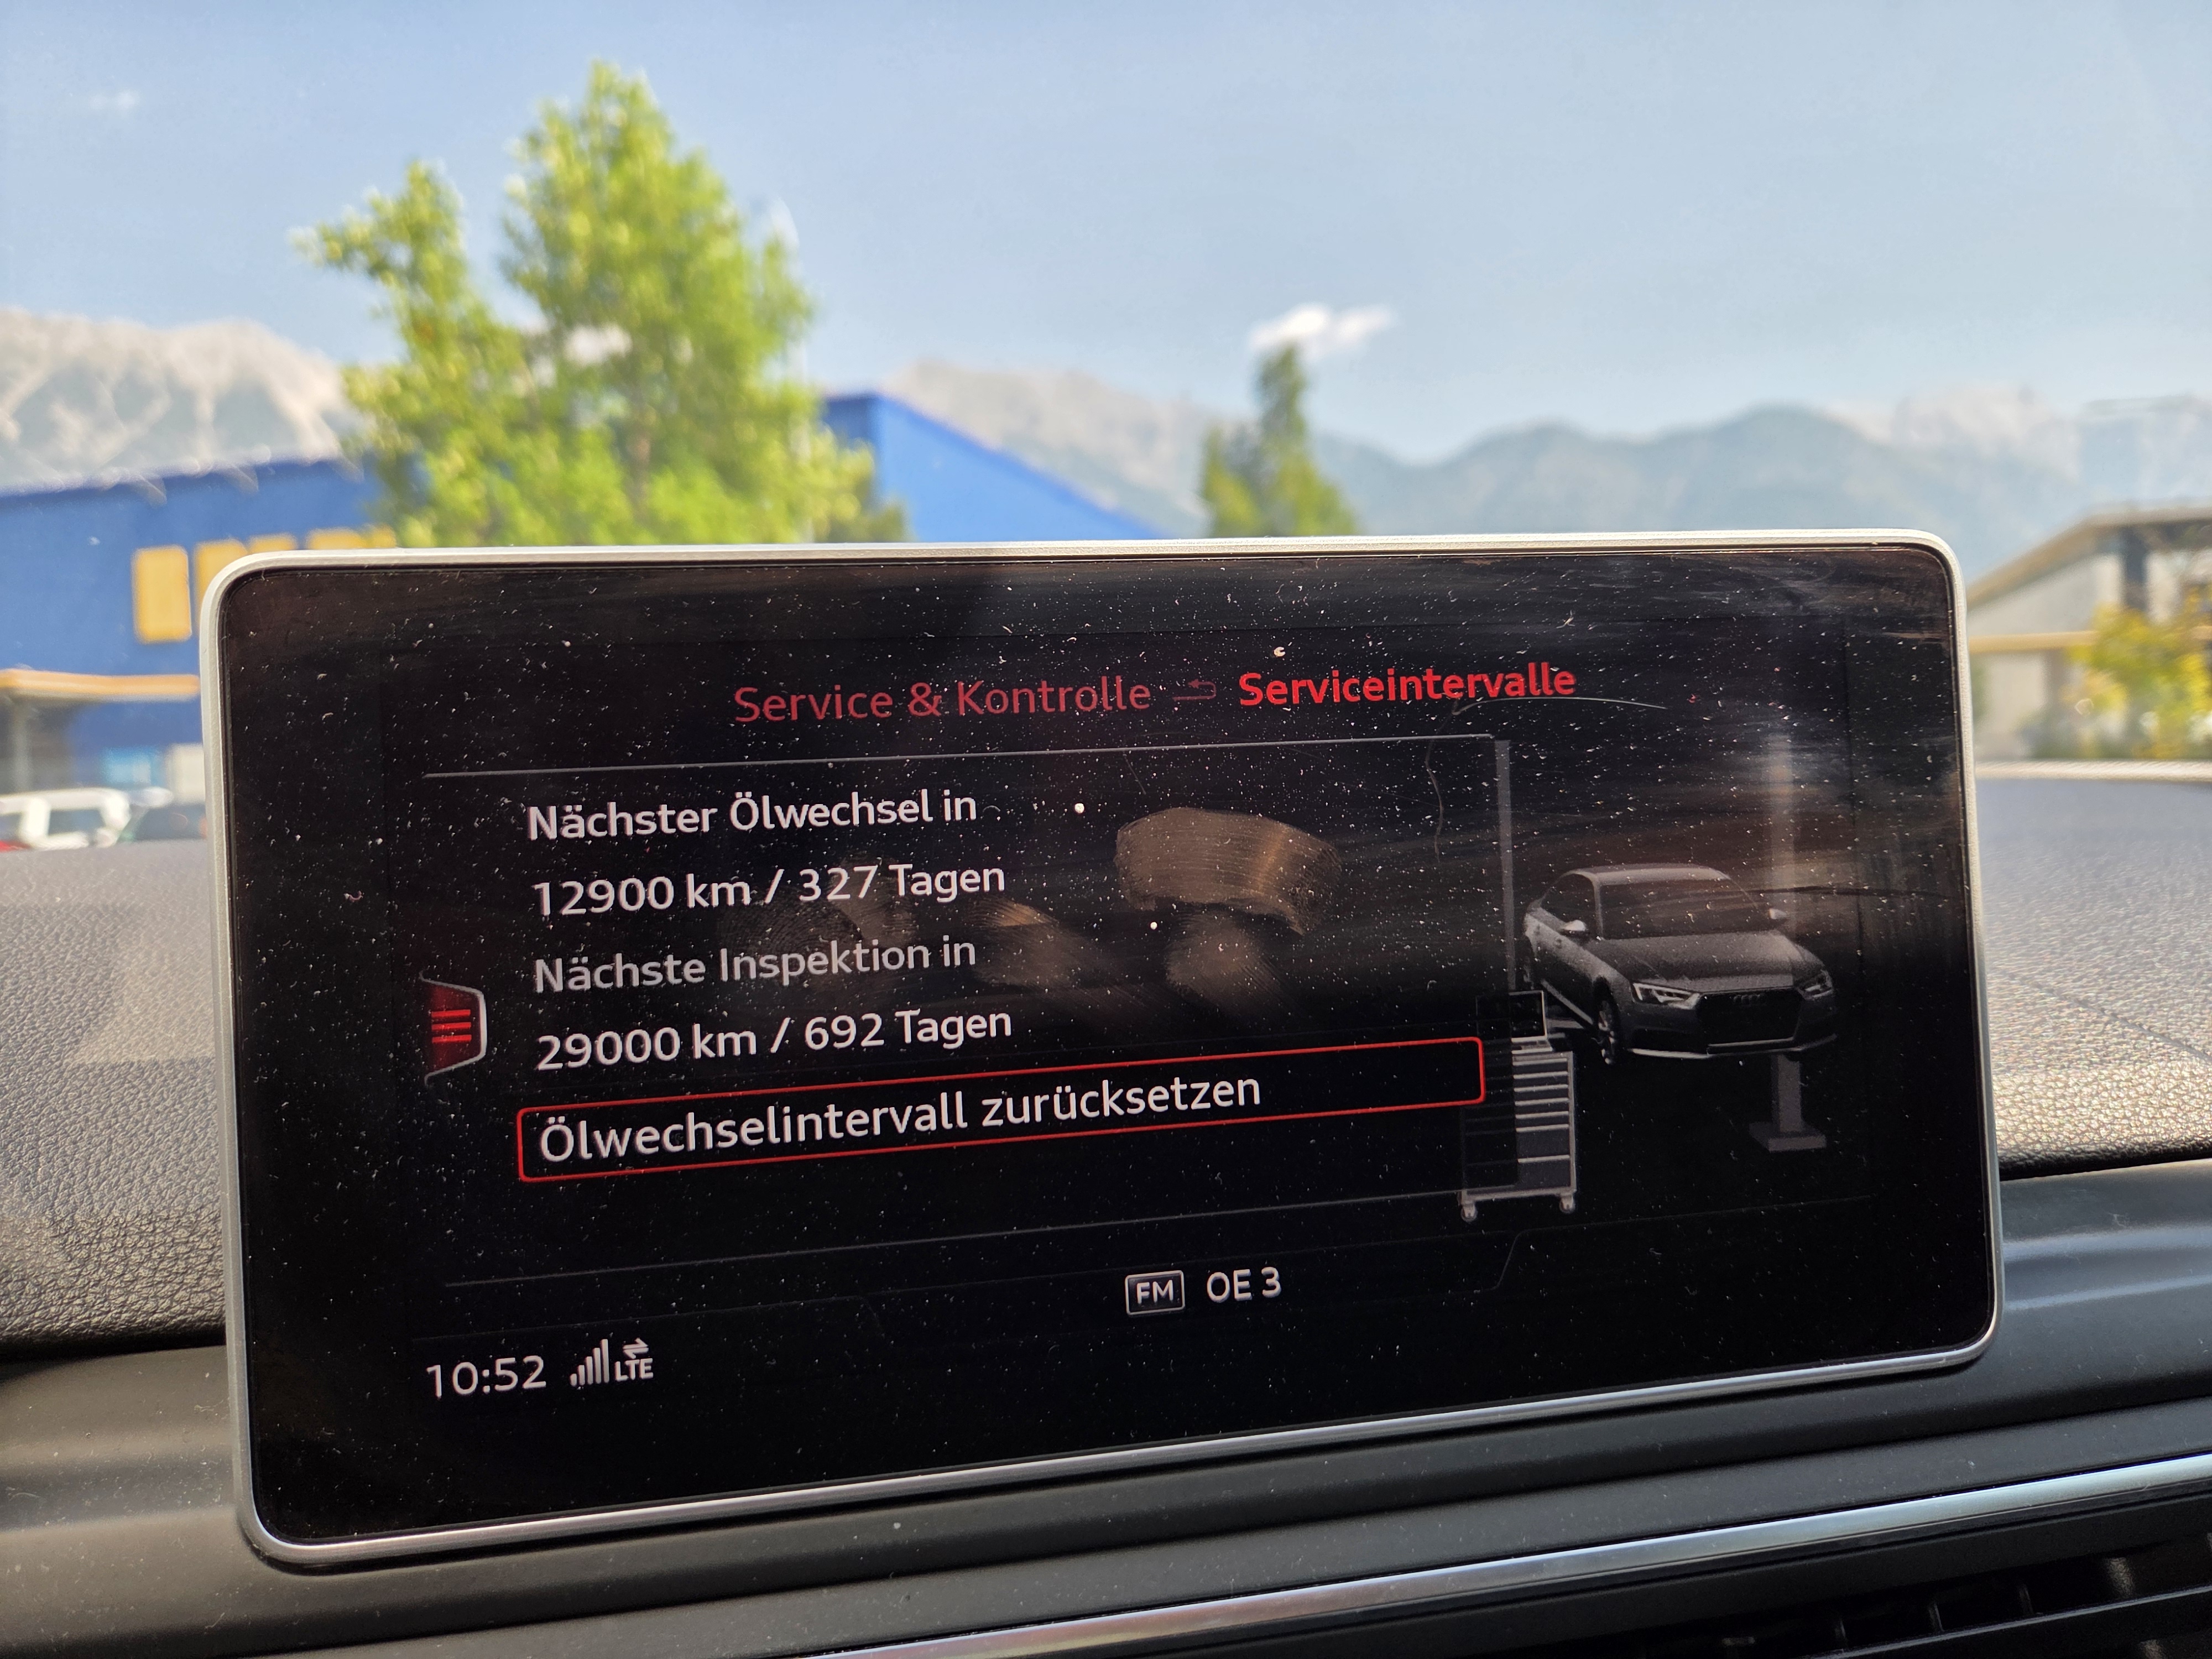 Service & Kontrolle Serviceintervalle
Nächster Ölwechsel in
12900 km / 327 Tagen
Nächste Inspektion in
29000 km / 692 Tagen
Ölwechselintervall zurücksetzen
FM OE 3
10:52 LTE